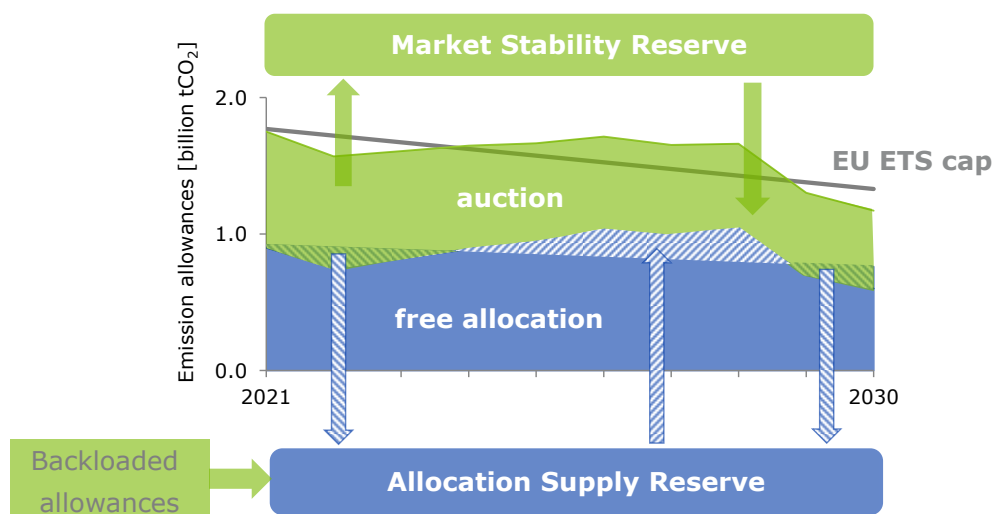 Market Stability Reserve
Emission allowances [billion tCO₂]
2.0
1.0
0.0
EU ETS cap
auction
free allocation
2021
2030
Backloaded
allowances
Allocation Supply Reserve